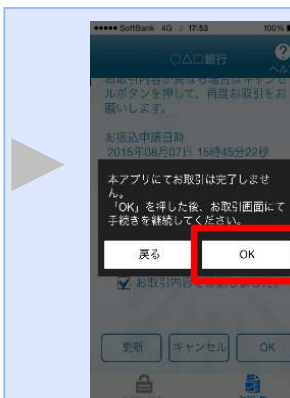 ●●●●● SoftBank 4G 17:53 100%
○△□銀行
?
ヘル
お取引内容が異なる場合はキャンセ
ルボタンを押して、再度お取引をお
願いします。
お振込申請日時
2015年08月07日 15時45分22秒
本アプリにてお取引は完了しませ
ん。
「OK」を押した後、お取引画面にて
手続きを継続してください。
戻る OK
お取引内容を確認しました。
更新 キャンセル OK